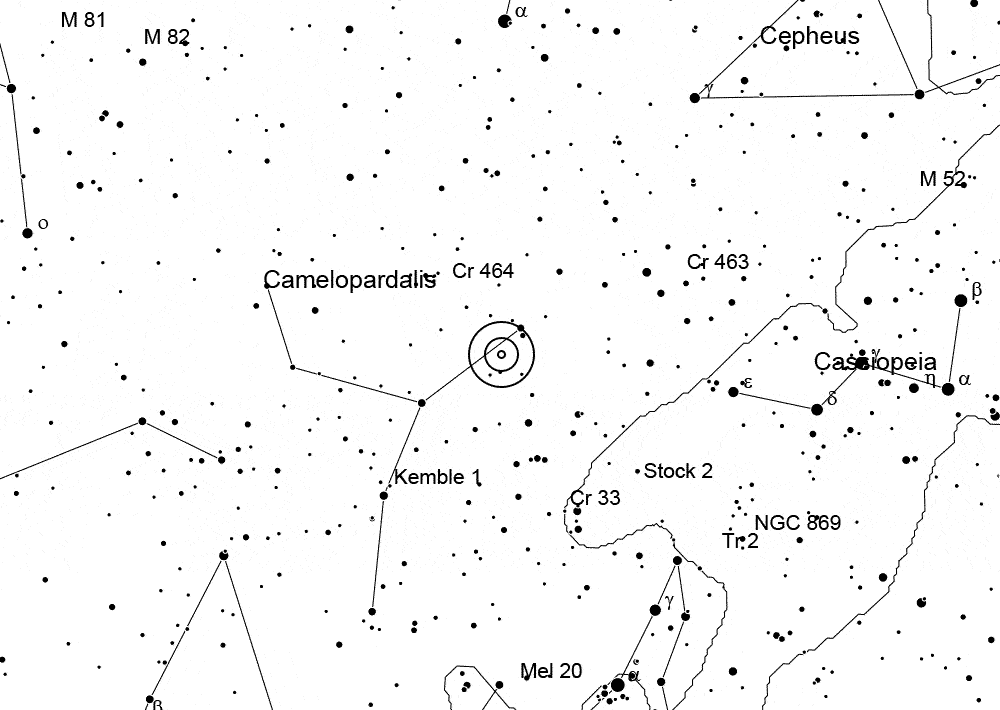 α
M 81
M 82
Cepheus
γ
M 52
ο
Cr 463
Cr 464
Camelopardalis
β
Cassiopeia
γ
ε
η
α
δ
Kemble 1
Stock 2
Cr 33
NGC 869
Tr 2
γ
Mel 20
α
β